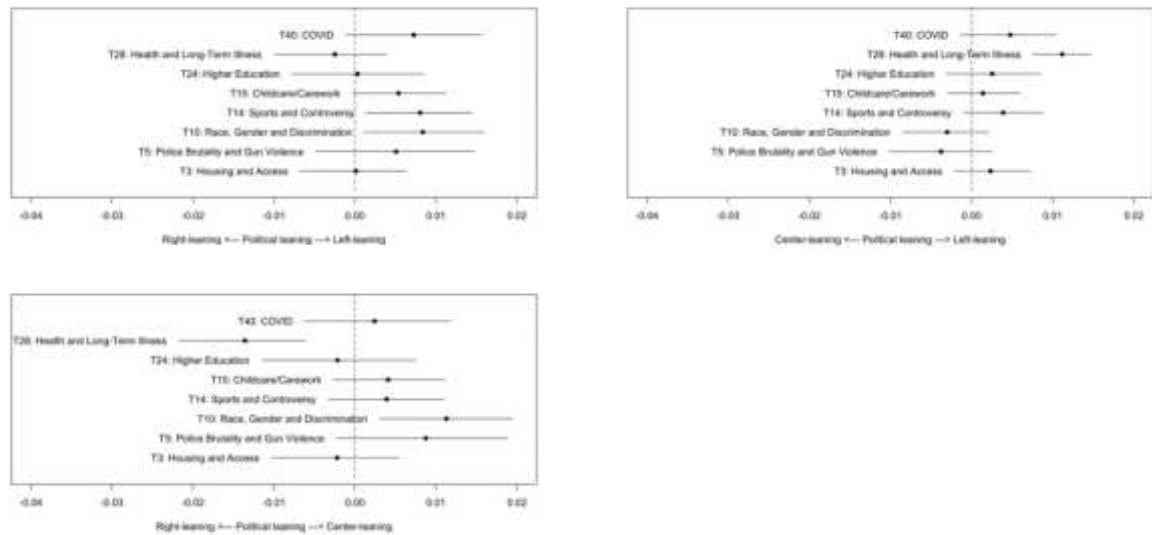 T40: COVID
T28: Health and Long-Term Illness
T24: Higher Education
T15: Childcare/Carework
T14: Sports and Controversy
T10: Race, Gender and Discrimination
T5: Police Brutality and Gun Violence
T3: Housing and Access
-0.04 -0.03 -0.02 -0.01 0.00 0.01 0.02
Right-leaning <--- Political leaning ---> Left-leaning
T40: COVID
T28: Health and Long-Term Illness
T24: Higher Education
T15: Childcare/Carework
T14: Sports and Controversy
T10: Race, Gender and Discrimination
T5: Police Brutality and Gun Violence
T3: Housing and Access
-0.04 -0.03 -0.02 -0.01 0.00 0.01 0.02
Center-leaning <--- Political leaning ---> Left-leaning
T40: COVID
T28: Health and Long-Term Illness
T24: Higher Education
T15: Childcare/Carework
T14: Sports and Controversy
T10: Race, Gender and Discrimination
T5: Police Brutality and Gun Violence
T3: Housing and Access
-0.04 -0.03 -0.02 -0.01 0.00 0.01 0.02
Right-leaning <--- Political leaning ---> Center-leaning